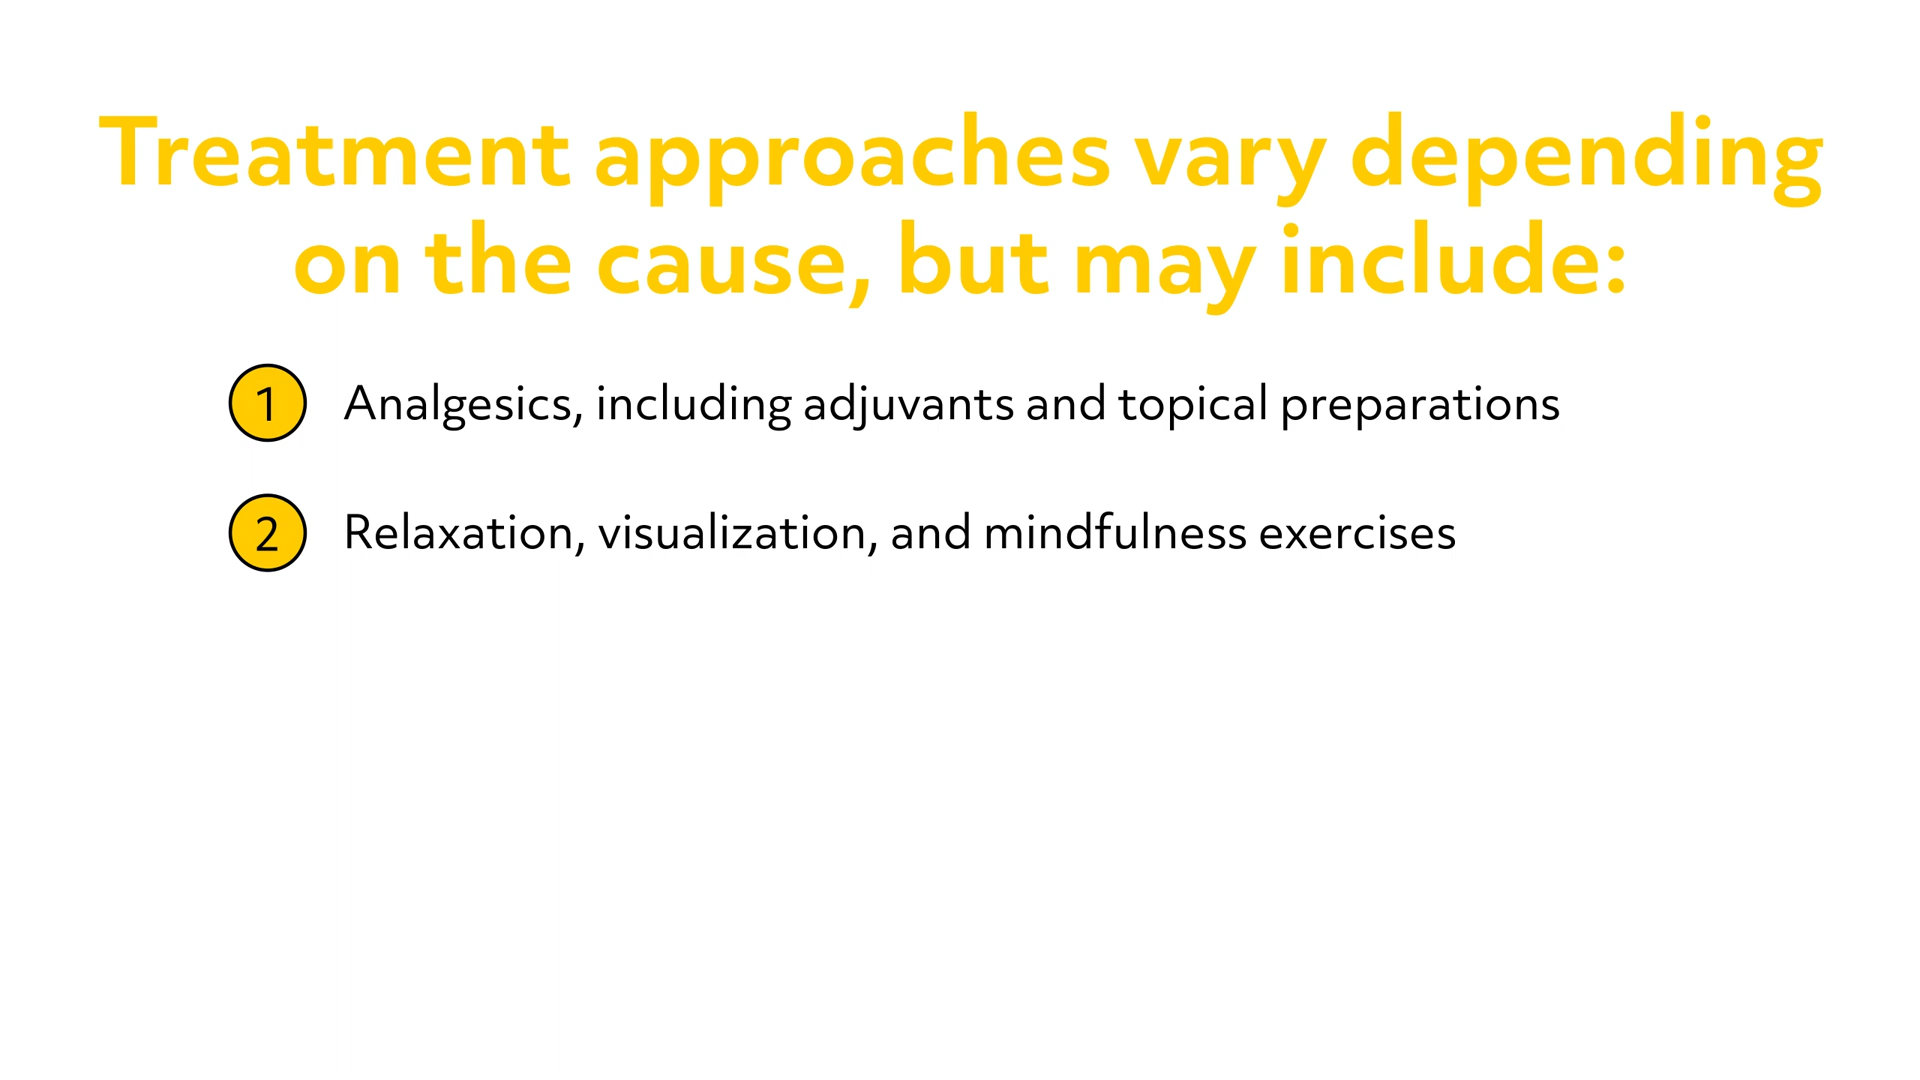 Treatment approaches vary depending
on the cause, but may include:
1 Analgesics, including adjuvants and topical preparations
2 Relaxation, visualization, and mindfulness exercises